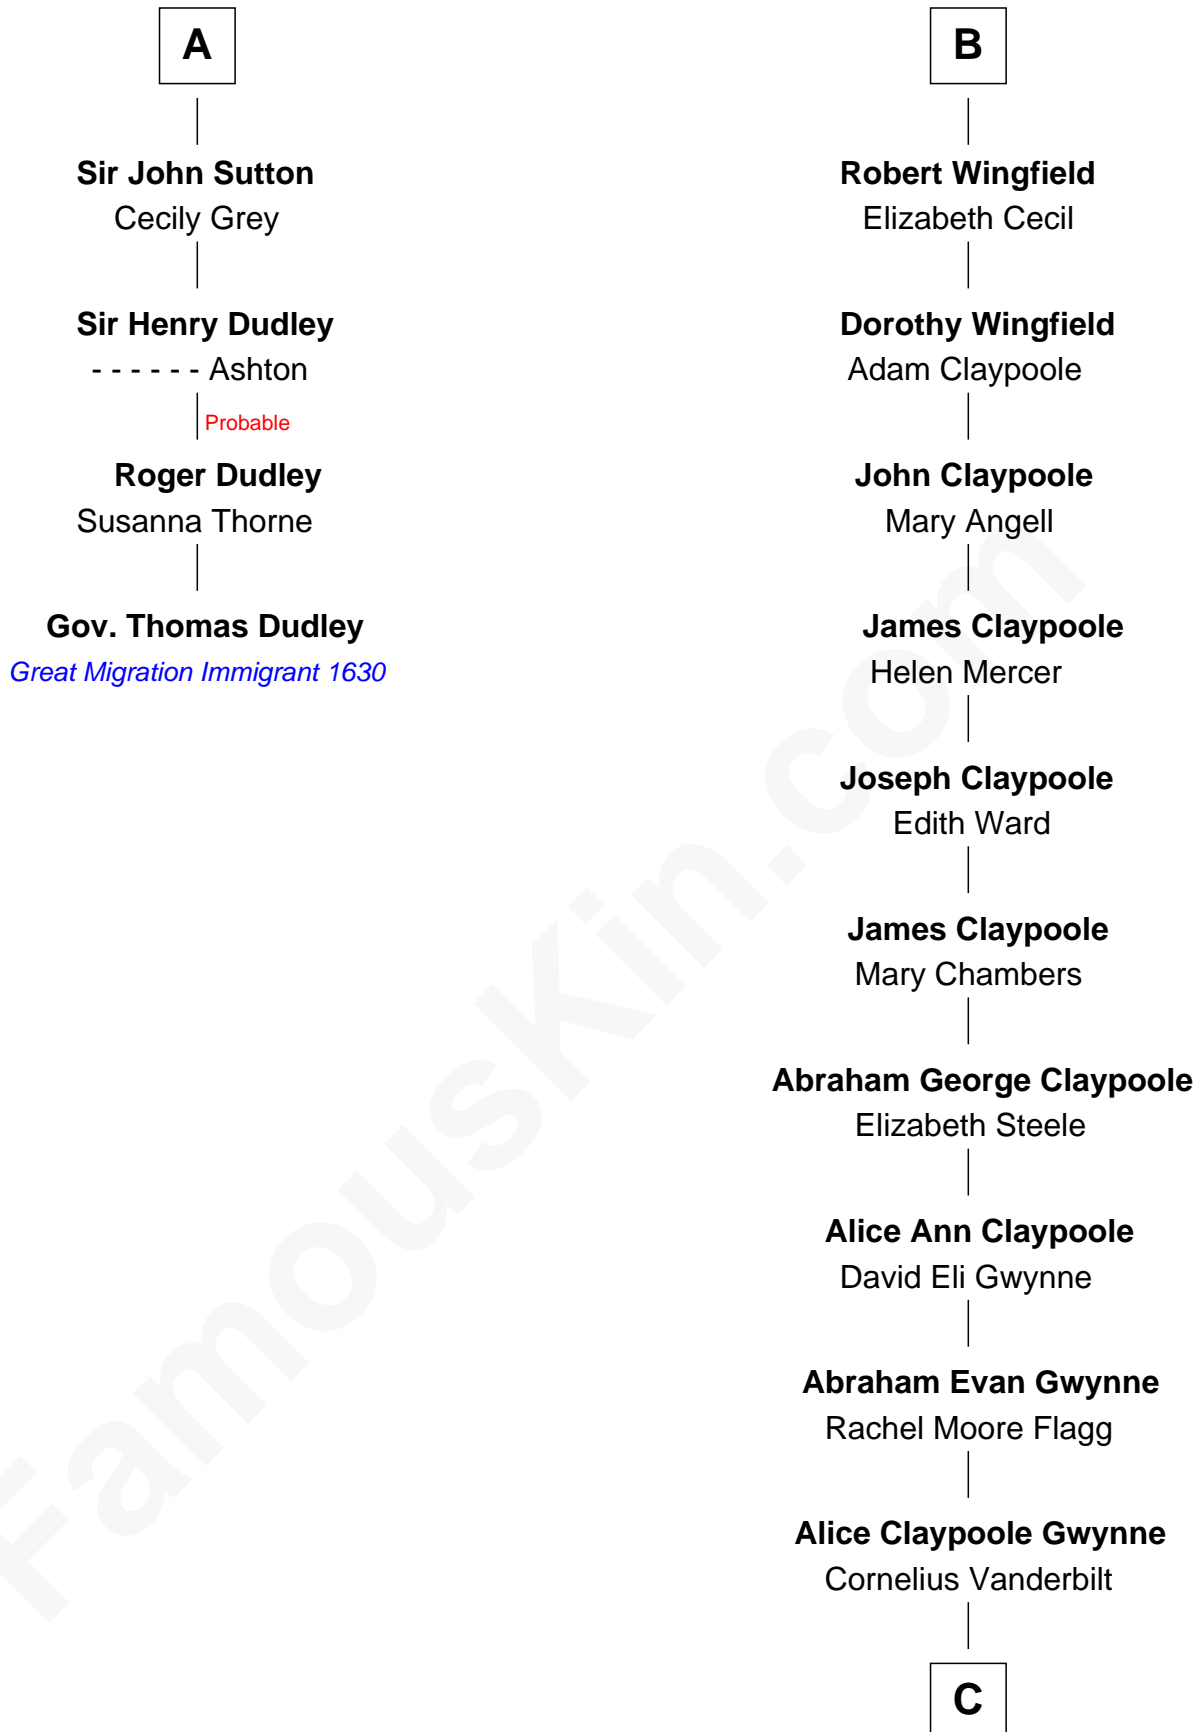 A
Sir John Sutton
Cecily Grey
Sir Henry Dudley
- - - - - - Ashton
Probable
Roger Dudley
Susanna Thorne
Gov. Thomas Dudley
Great Migration Immigrant 1630
B
Robert Wingfield
Elizabeth Cecil
Dorothy Wingfield
Adam Claypoole
John Claypoole
Mary Angell
James Claypoole
Helen Mercer
Joseph Claypoole
Edith Ward
James Claypoole
Mary Chambers
Abraham George Claypoole
Elizabeth Steele
Alice Ann Claypoole
David Eli Gwynne
Abraham Evan Gwynne
Rachel Moore Flagg
Alice Claypoole Gwynne
Cornelius Vanderbilt
C
FamousKin.com